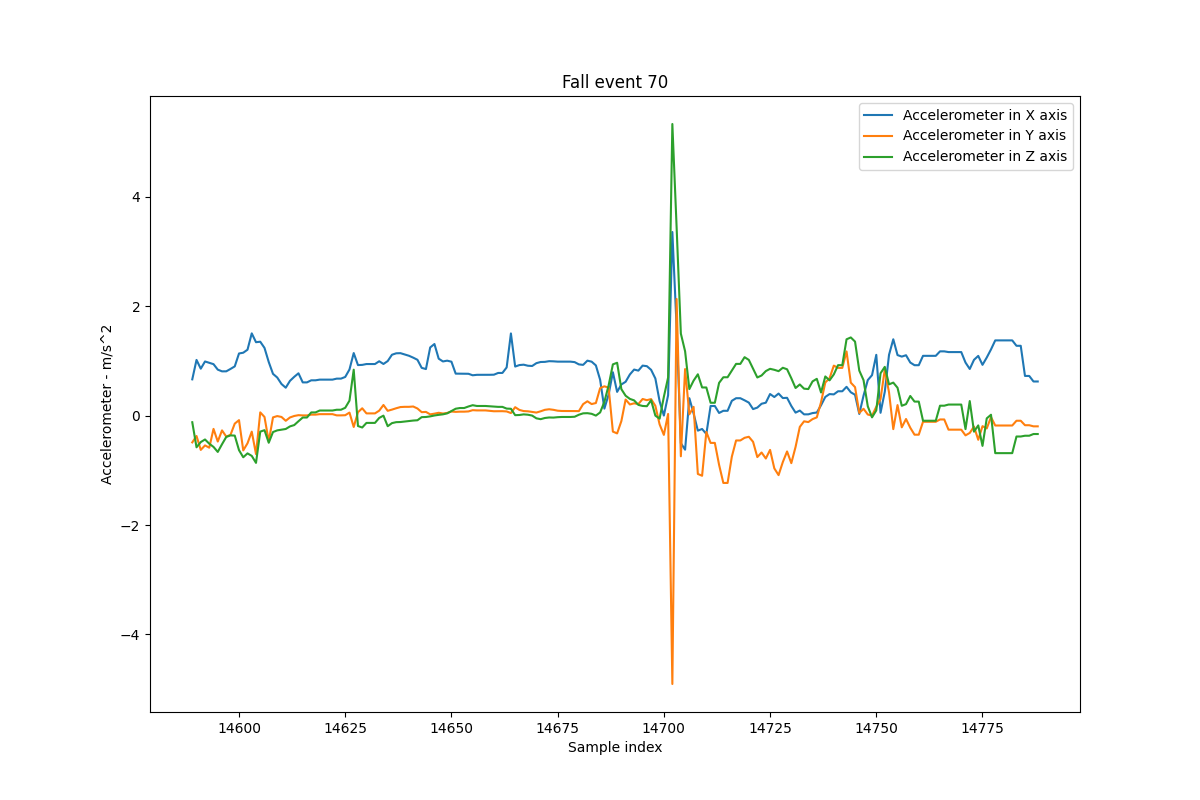 Fall event 70
Accelerometer in X axis
Accelerometer in Y axis
Accelerometer in Z axis
Accelerometer - m/s^2
4
2
0
−2
−4
14600 14625 14650 14675 14700 14725 14750 14775
Sample index